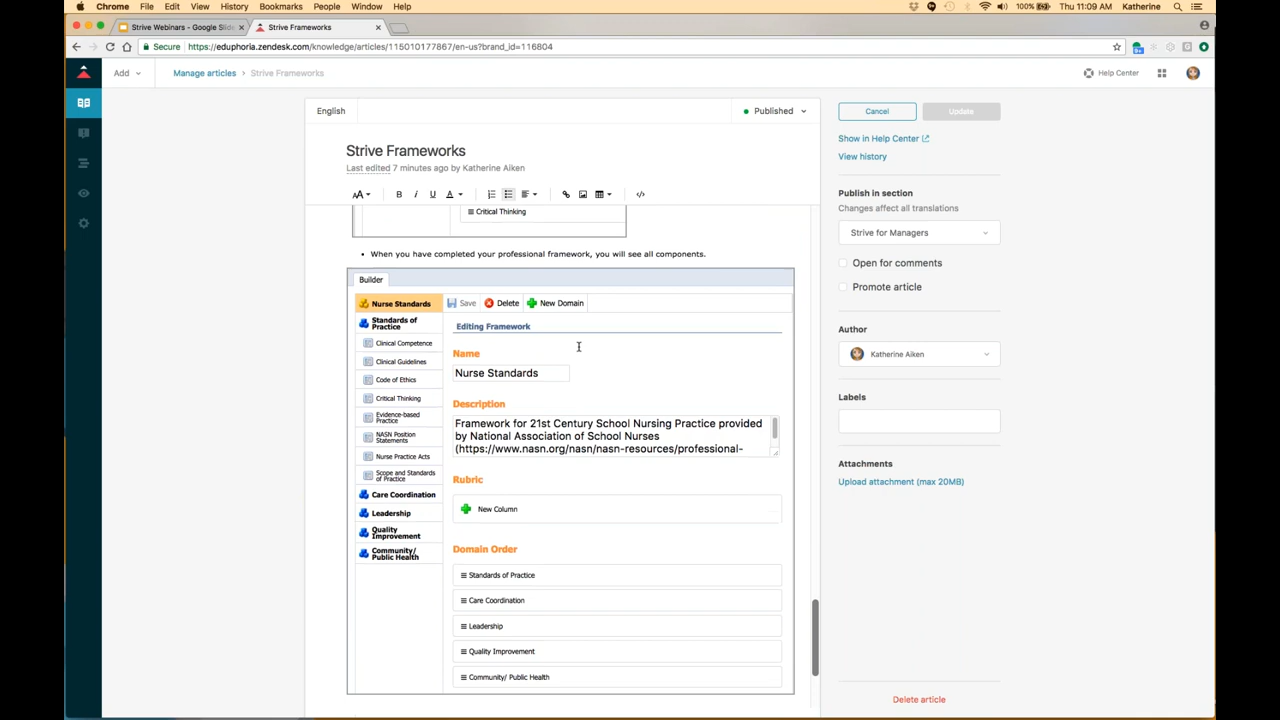 Chrome File Edit View History Bookmarks People Window Help 100% Thu 11:09 AM Katherine
Strive Webinars - Google Slide Strive Frameworks
Secure https://eduphoria.zendesk.com/knowledge/articles/115010177867/en-us?brand_id=116804
Add Manage articles > Strive Frameworks Help Center
English Published Cancel Update
Show in Help Center
View history
Strive Frameworks
Last edited 7 minutes ago by Katherine Aiken
AA B i U A
Publish in section
Changes affect all translations
Strive for Managers
Open for comments
Promote article
Author
Katherine Aiken
Labels
Attachments
Upload attachment (max 20MB)
Delete article
Critical Thinking
• When you have completed your professional framework, you will see all components.
Builder
Nurse Standards
Standards of
Practice
Clinical Competence
Clinical Guidelines
Code of Ethics
Critical Thinking
Evidence-based
Practice
NASN Position
Statements
Nurse Practice Acts
Scope and Standards
of Practice
Care Coordination
Leadership
Quality
Improvement
Community/
Public Health
Save Delete New Domain
Editing Framework
Name
Nurse Standards
Description
Framework for 21st Century School Nursing Practice provided
by National Association of School Nurses
(https://www.nasn.org/nasn/nasn-resources/professional-
Rubric
New Column
Domain Order
Standards of Practice
Care Coordination
Leadership
Quality Improvement
Community/ Public Health